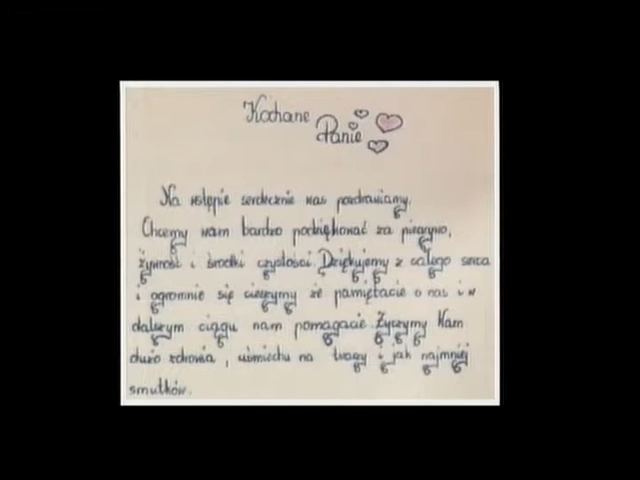 Kochane
Panie
Na wstępie serdecznie was pozdrawiamy.
Chcemy wam bardzo podziękować za pieczywo,
żywność i środki czystości. Dziękujemy z całego serca
i ogromnie się cieszymy że pamiętacie o nas i w
dalszym ciągu nam pomagacie. Życzymy Wam
dużo zdrowia, uśmiechu na twarzy i jak najmniej
smutków.